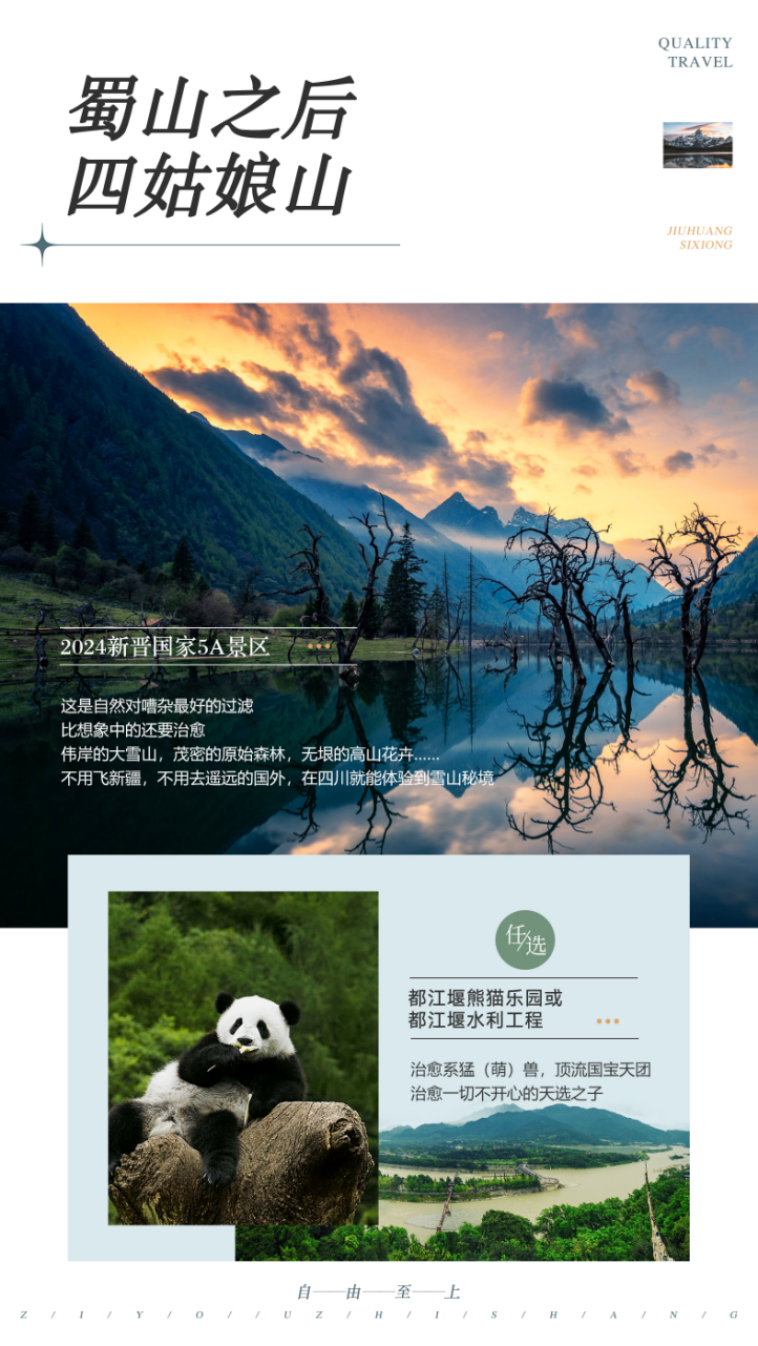 QUALITY
TRAVEL
蜀山之后
四姑娘山
JIUHUANG
SIXIONG
2024新晋国家5A景区
这是自然对嘈杂最好的过滤
比想象中的还要治愈
伟岸的大雪山，茂密的原始森林，无垠的高山花卉......
不用飞新疆，不用去遥远的国外，在四川就能体验到雪山秘境
任/选
都江堰熊猫乐园或
都江堰水利工程
治愈系猛（萌）兽，顶流国宝天团
治愈一切不开心的天选之子
自——由——至——上
Z / I / Y / O / / U Z / H / I / S / H / A / N / G